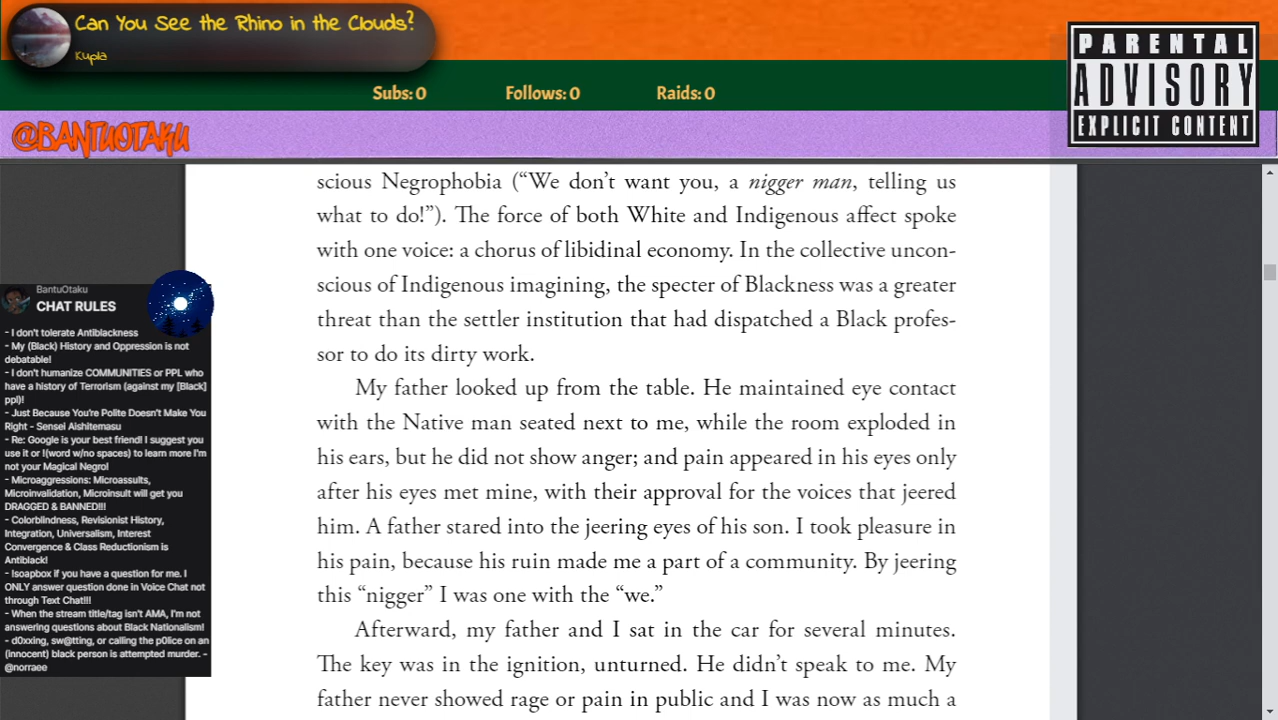 Can You See the Rhino in the Clouds?
Kupla
PARENTAL
ADVISORY
EXPLICIT CONTENT
Subs: 0 Follows: 0 Raids: 0
@BANTUOTAKU
scious Negrophobia (“We don’t want you, a nigger man, telling us
what to do!”). The force of both White and Indigenous affect spoke
with one voice: a chorus of libidinal economy. In the collective uncon-
scious of Indigenous imagining, the specter of Blackness was a greater
threat than the settler institution that had dispatched a Black profes-
sor to do its dirty work.
My father looked up from the table. He maintained eye contact
with the Native man seated next to me, while the room exploded in
his ears, but he did not show anger; and pain appeared in his eyes only
after his eyes met mine, with their approval for the voices that jeered
him. A father stared into the jeering eyes of his son. I took pleasure in
his pain, because his ruin made me a part of a community. By jeering
this “nigger” I was one with the “we.”
Afterward, my father and I sat in the car for several minutes.
The key was in the ignition, unturned. He didn’t speak to me. My
father never showed rage or pain in public and I was now as much a
BantuOtaku
CHAT RULES
- I don't tolerate Antiblackness
- My (Black) History and Oppression is not
debatable!
- I don't humanize COMMUNITIES or PPL who
have a history of Terrorism (against my [Black]
ppl)!
- Just Because You're Polite Doesn't Make You
Right - Sensei Aishitemasu
- Re: Google is your best friend! I suggest you
use it or !(word w/no spaces) to learn more I'm
not your Magical Negro!
- Microaggressions: Microassults,
Microinvalidation, Microinsult will get you
DRAGGED & BANNED!!!
- Colorblindness, Revisionist History,
Integration, Universalism, Interest
Convergence & Class Reductionism is
Antiblack!
- !soapbox if you have a question for me. I
ONLY answer question done in Voice Chat not
through Text Chat!!!
- When the stream title/tag isn't AMA, I'm not
answering questions about Black Nationalism!
- d0xxing, sw@tting, or calling the p0lice on an
(innocent) black person is attempted murder. -
@norraee